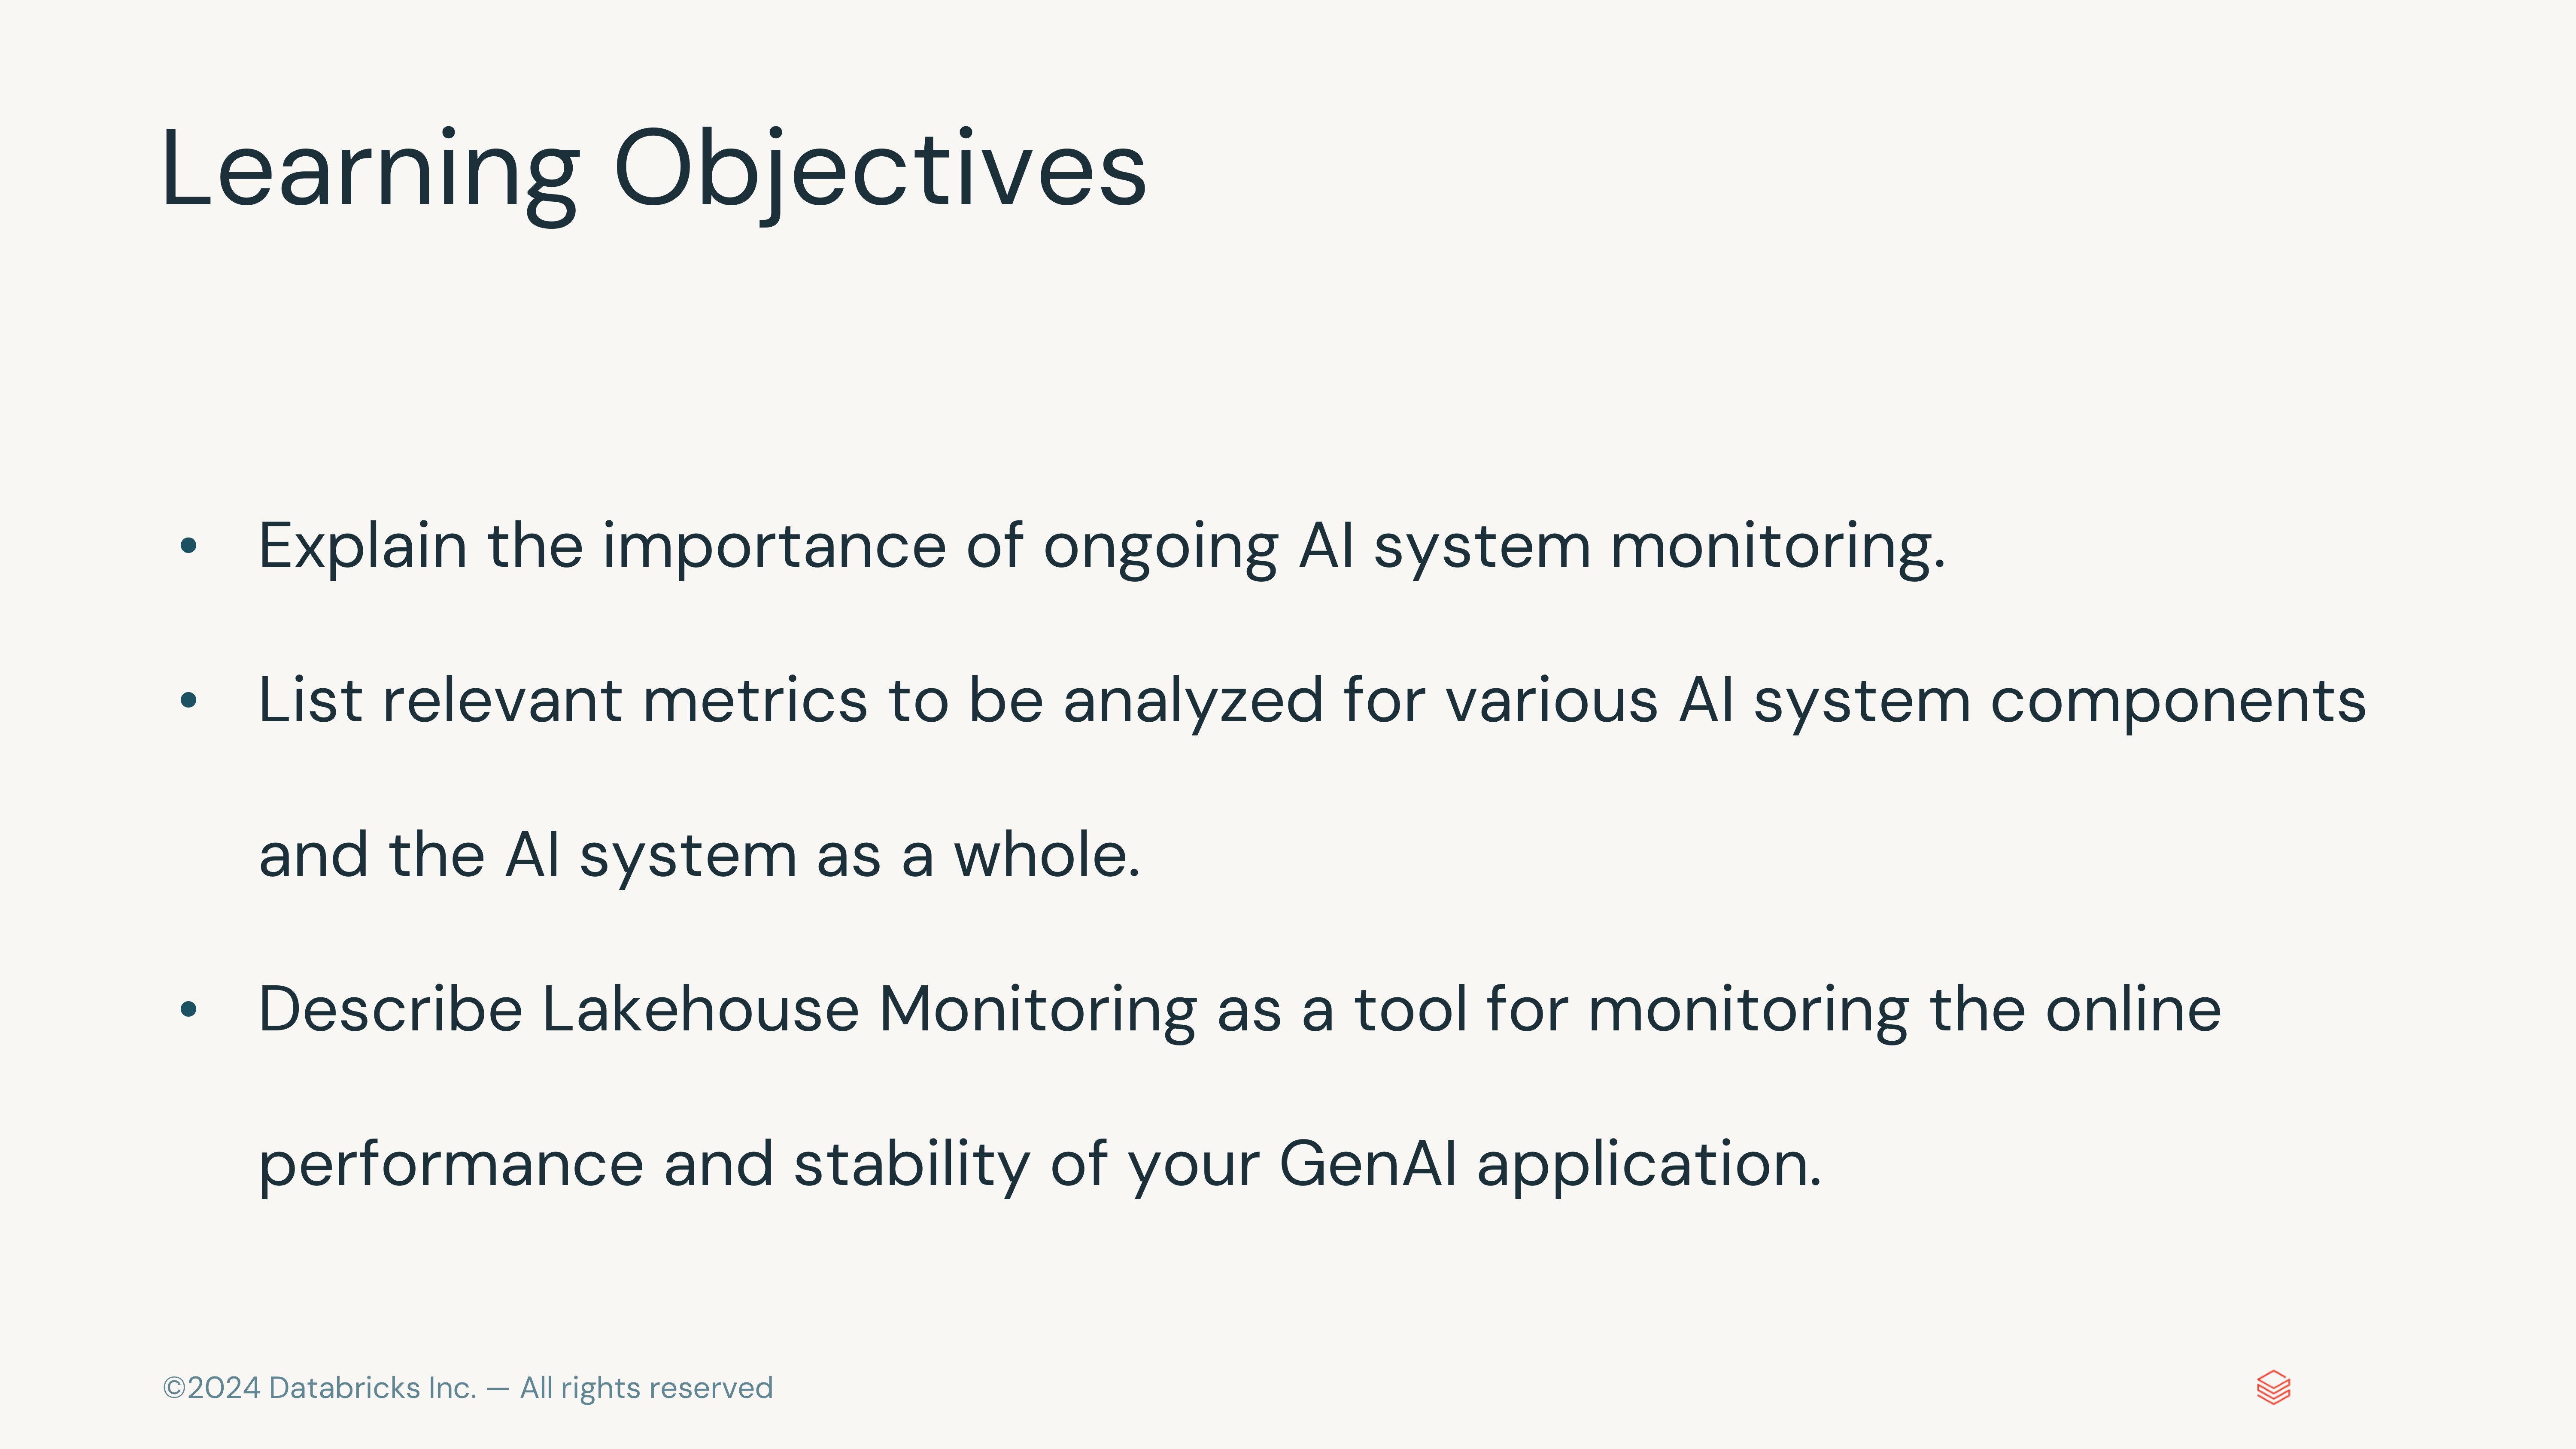 Learning Objectives
• Explain the importance of ongoing AI system monitoring.
• List relevant metrics to be analyzed for various AI system components
and the AI system as a whole.
• Describe Lakehouse Monitoring as a tool for monitoring the online
performance and stability of your GenAI application.
©2024 Databricks Inc. — All rights reserved